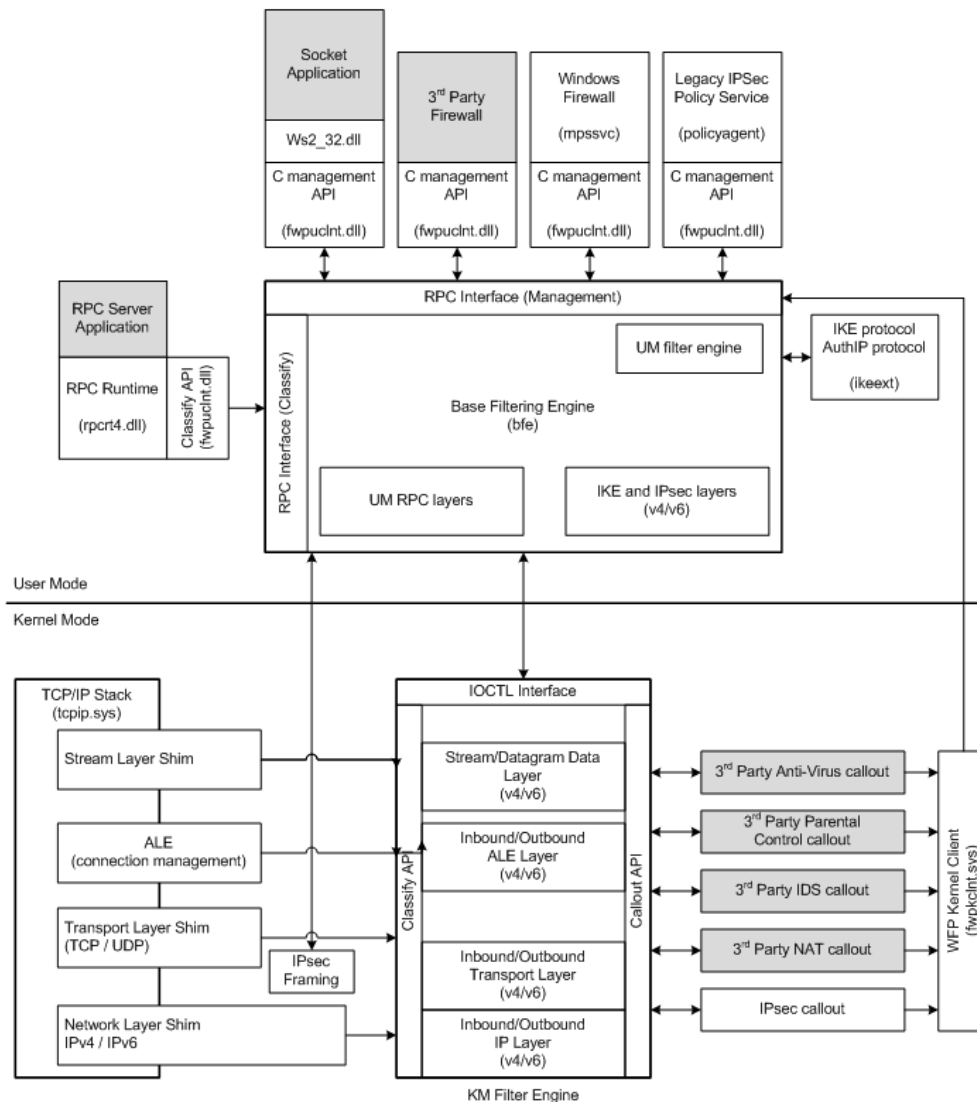 Socket
Application
Ws2_32.dll
C management
API
(fwpuclnt.dll)
3rd Party
Firewall
C management
API
(fwpuclnt.dll)
Windows
Firewall
(mpssvc)
C management
API
(fwpuclnt.dll)
Legacy IPSec
Policy Service
(policyagent)
C management
API
(fwpuclnt.dll)
RPC Server
Application
RPC Runtime
(rpcrt4.dll)
Classify API
(fwpuclnt.dll)
RPC Interface (Management)
RPC Interface (Classify)
UM filter engine
Base Filtering Engine
(bfe)
UM RPC layers
IKE and IPsec layers
(v4/v6)
IKE protocol
AuthIP protocol
(ikeext)
User Mode
Kernel Mode
TCP/IP Stack
(tcpip.sys)
Stream Layer Shim
ALE
(connection management)
Transport Layer Shim
(TCP / UDP)
Network Layer Shim
IPv4 / IPv6
IPsec
Framing
IOCTL Interface
Classify API
Stream/Datagram Data
Layer
(v4/v6)
Inbound/Outbound
ALE Layer
(v4/v6)
Inbound/Outbound
Transport Layer
(v4/v6)
Inbound/Outbound
IP Layer
(v4/v6)
Callout API
KM Filter Engine
3rd Party Anti-Virus callout
3rd Party Parental
Control callout
3rd Party IDS callout
3rd Party NAT callout
IPsec callout
WFP Kernel Client
(fwpkclnt.sys)